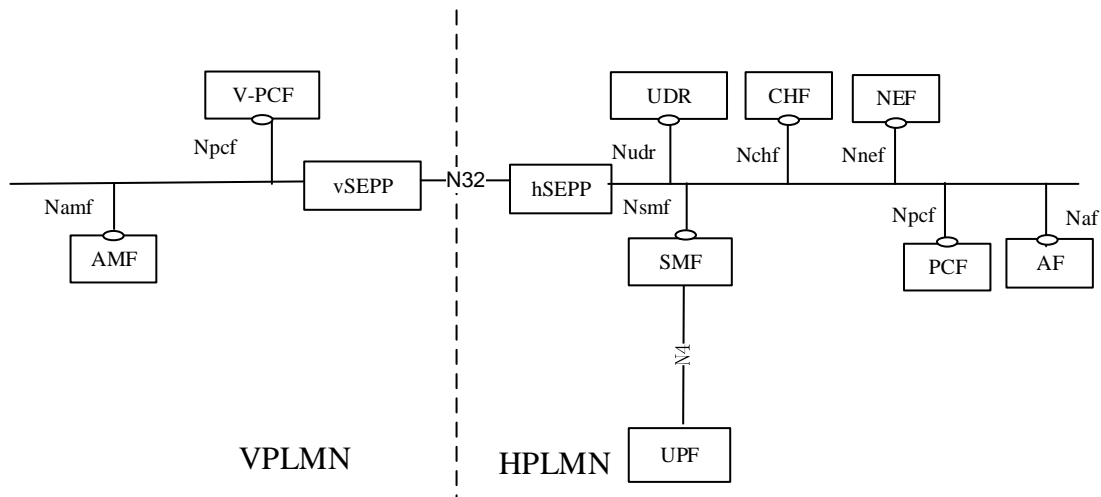 V-PCF
UDR
CHF
NEF
Npcf
Nudr
Nchf
Nnef
vSEPP
N32
hSEPP
Namf
Nsmf
Npcf
Naf
AMF
SMF
PCF
AF
N4
UPF
VPLMN
HPLMN